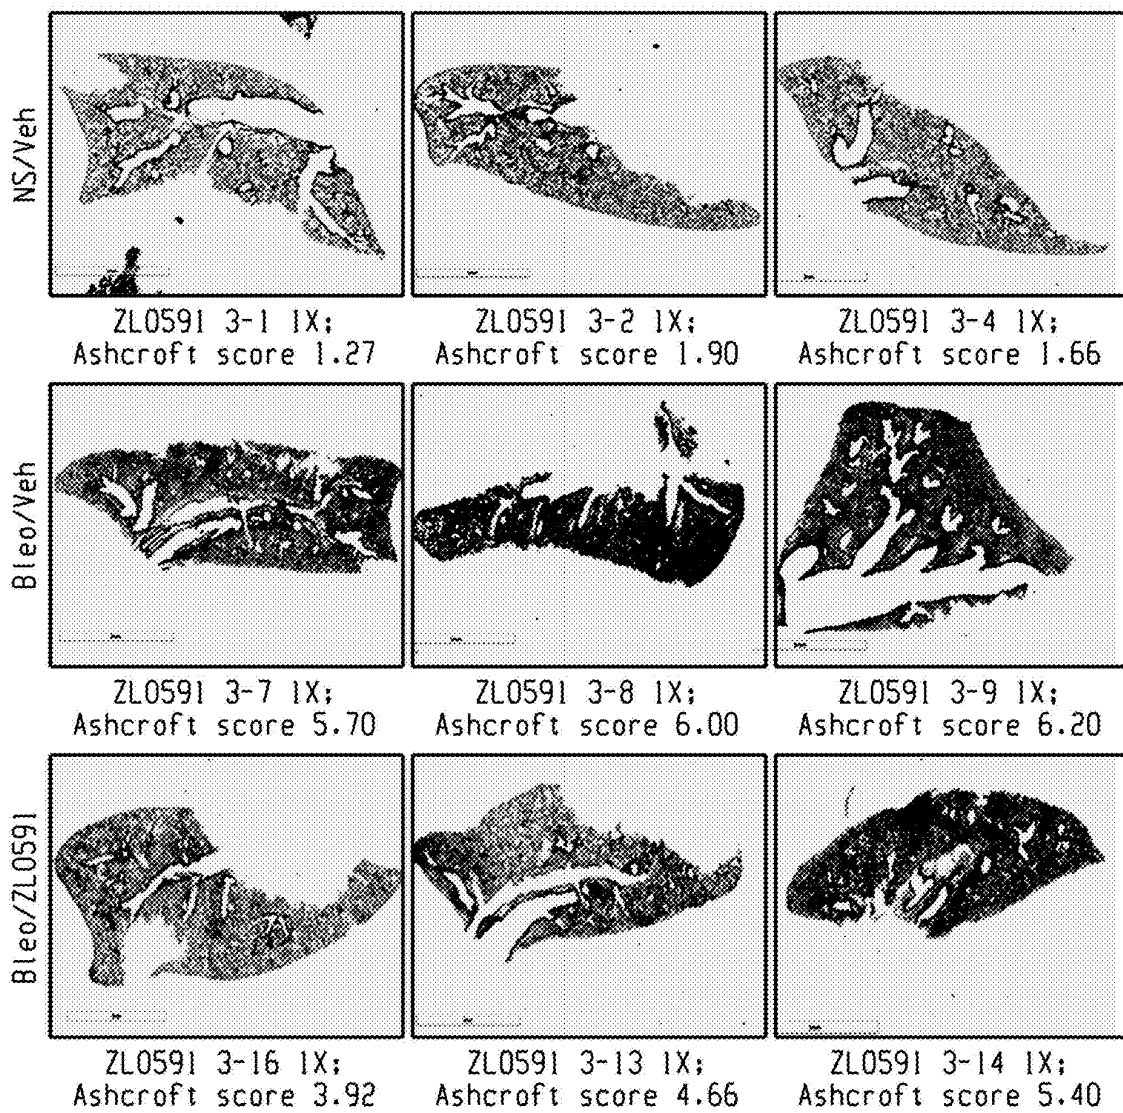 NS/Veh
ZL0591 3-1 1X;
Ashcroft score 1.27
ZL0591 3-2 1X;
Ashcroft score 1.90
ZL0591 3-4 1X;
Ashcroft score 1.66
Bleo/Veh
ZL0591 3-7 1X;
Ashcroft score 5.70
ZL0591 3-8 1X;
Ashcroft score 6.00
ZL0591 3-9 1X;
Ashcroft score 6.20
Bleo/ZL0591
ZL0591 3-16 1X;
Ashcroft score 3.92
ZL0591 3-13 1X;
Ashcroft score 4.66
ZL0591 3-14 1X;
Ashcroft score 5.40